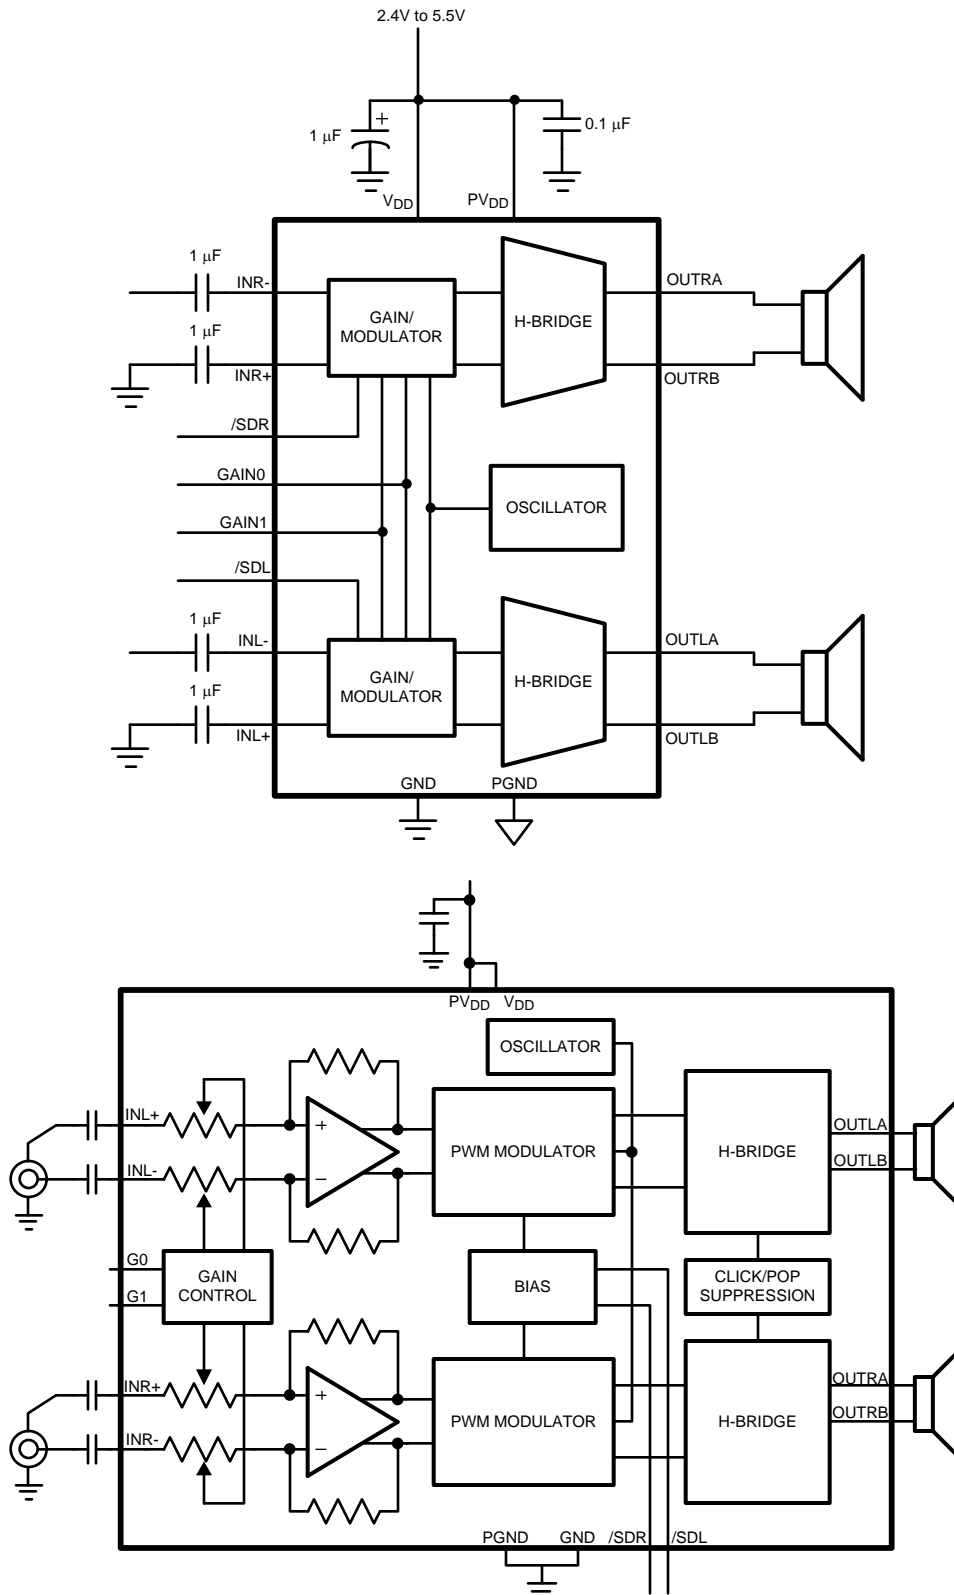 2.4V to 5.5V
+
1 μF
0.1 μF
VDD
PVDD
1 μF
INR-
OUTRA
GAIN/
MODULATOR
H-BRIDGE
1 μF
INR+
OUTRB
/SDR
GAIN0
OSCILLATOR
GAIN1
/SDL
1 μF
INL-
OUTLA
GAIN/
MODULATOR
H-BRIDGE
1 μF
INL+
OUTLB
GND
PGND
PVDD
VDD
OSCILLATOR
INL+
+
OUTLA
PWM MODULATOR
H-BRIDGE
OUTLB
INL-
−
G0
GAIN
CONTROL
BIAS
CLICK/POP
SUPPRESSION
G1
INR+
+
OUTRA
PWM MODULATOR
H-BRIDGE
OUTRB
INR-
−
PGND
GND
/SDR
/SDL